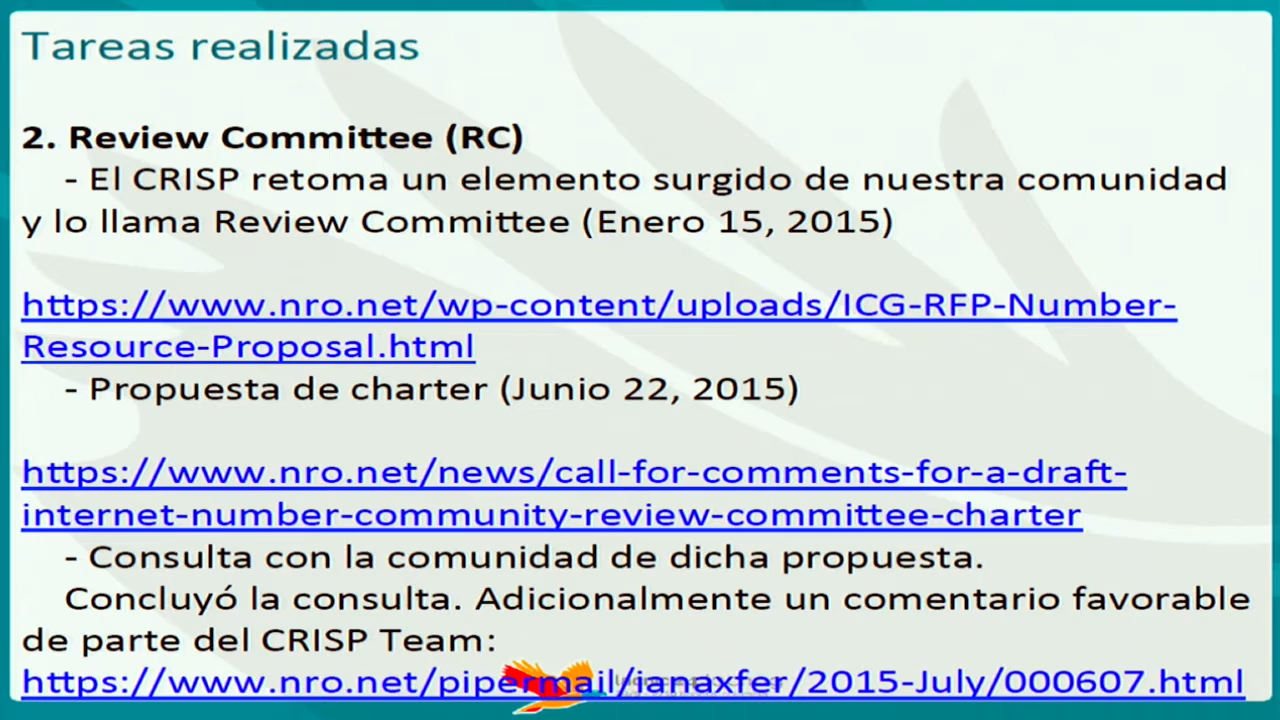 Tareas realizadas
2. Review Committee (RC)
- El CRISP retoma un elemento surgido de nuestra comunidad
y lo llama Review Committee (Enero 15, 2015)
https://www.nro.net/wp-content/uploads/ICG-RFP-Number-
Resource-Proposal.html
- Propuesta de charter (Junio 22, 2015)
https://www.nro.net/news/call-for-comments-for-a-draft-
internet-number-community-review-committee-charter
- Consulta con la comunidad de dicha propuesta.
Concluyó la consulta. Adicionalmente un comentario favorable
de parte del CRISP Team:
https://www.nro.net/pipermail/ianaxfer/2015-July/000607.html